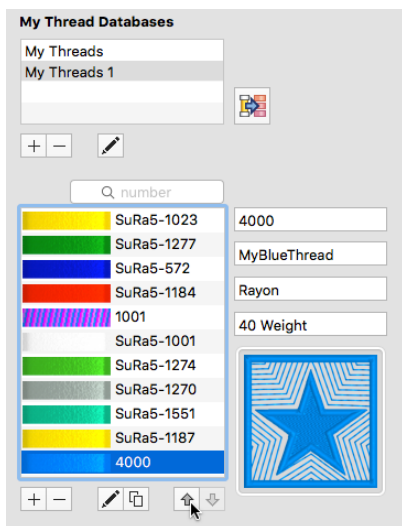 My Thread Databases
My Threads
My Threads 1
number
SuRa5-1023
SuRa5-1277
SuRa5-572
SuRa5-1184
1001
SuRa5-1001
SuRa5-1274
SuRa5-1270
SuRa5-1551
SuRa5-1187
4000
4000
MyBlueThread
Rayon
40 Weight